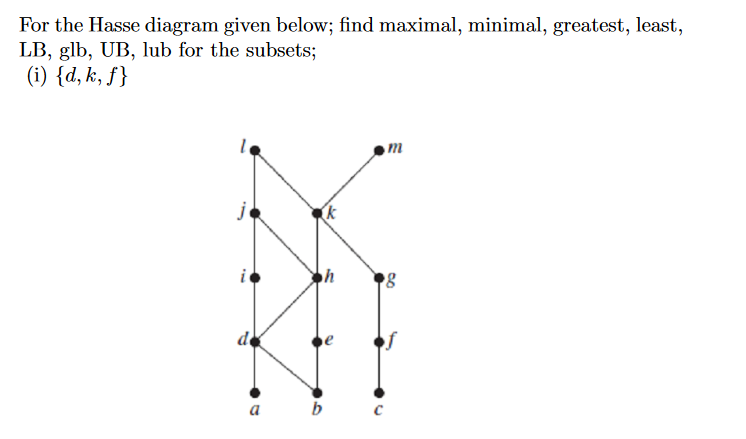 For the Hasse diagram given below; find maximal, minimal, greatest, least,
LB, glb, UB, lub for the subsets;
(i) {d, k, f}
l m
j k
i h g
d e f
a b c